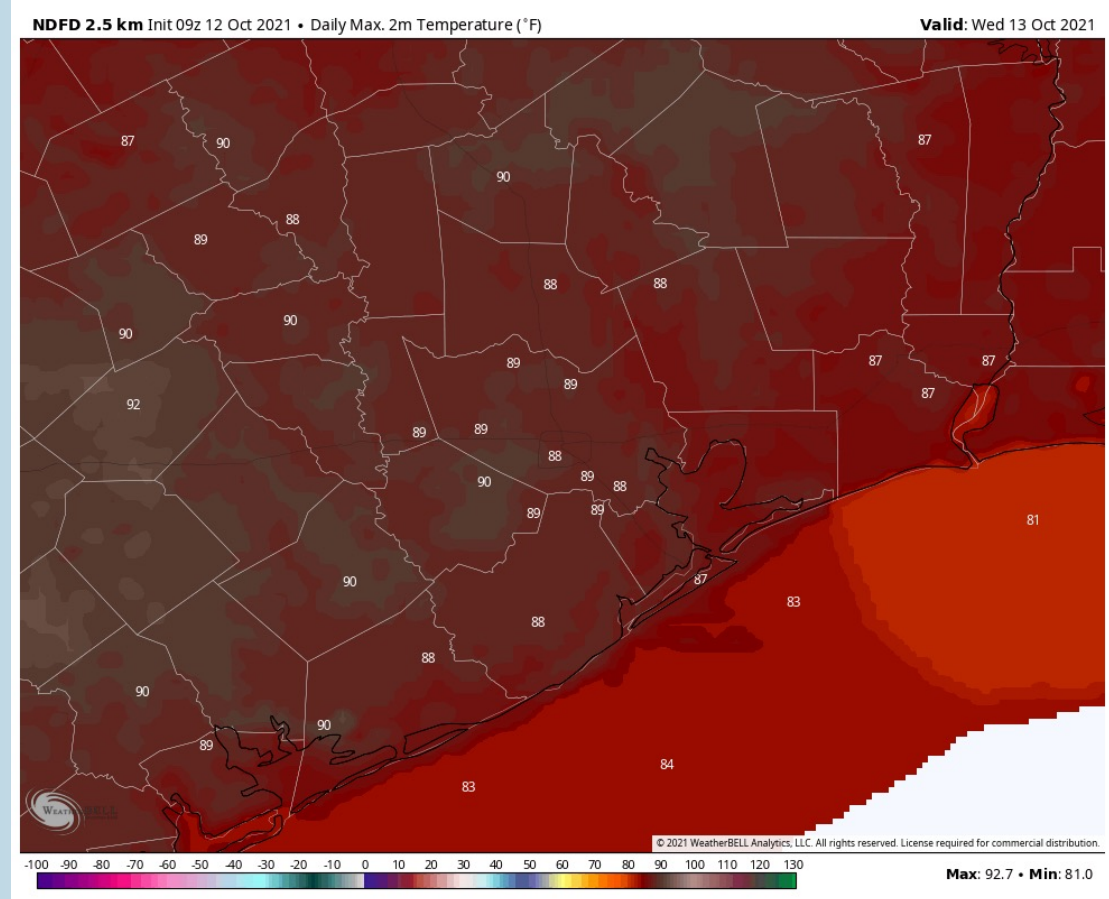 NDFD 2.5 km Init 09z 12 Oct 2021 • Daily Max. 2m Temperature (°F) Valid: Wed 13 Oct 2021
87 90 87
90
88
89
88 88
90 90
89 87 87
89 87
92
89 89
88
90 89 88
89 89
81
90 87
83
88
88
90
90
89
84
83
© 2021 WeatherBELL Analytics, LLC. All rights reserved. License required for commercial distribution.
-100 -90 -80 -70 -60 -50 -40 -30 -20 -10 0 10 20 30 40 50 60 70 80 90 100 110 120 130
Max: 92.7 • Min: 81.0